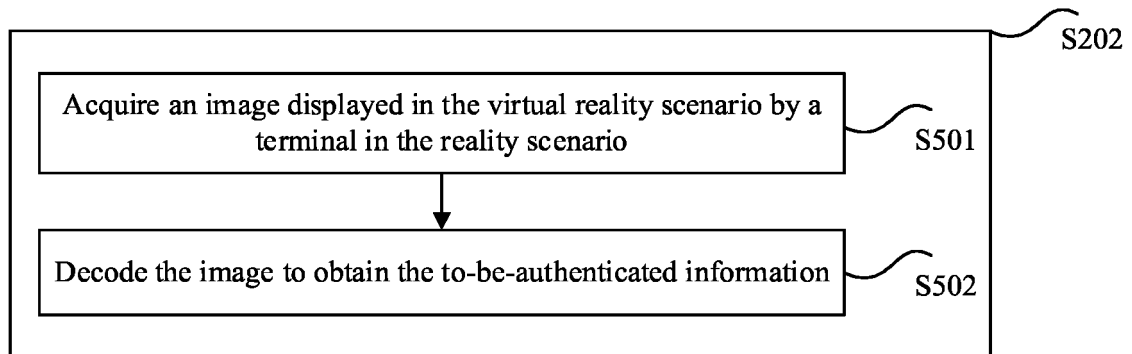 S202
Acquire an image displayed in the virtual reality scenario by a
terminal in the reality scenario
S501
Decode the image to obtain the to-be-authenticated information
S502